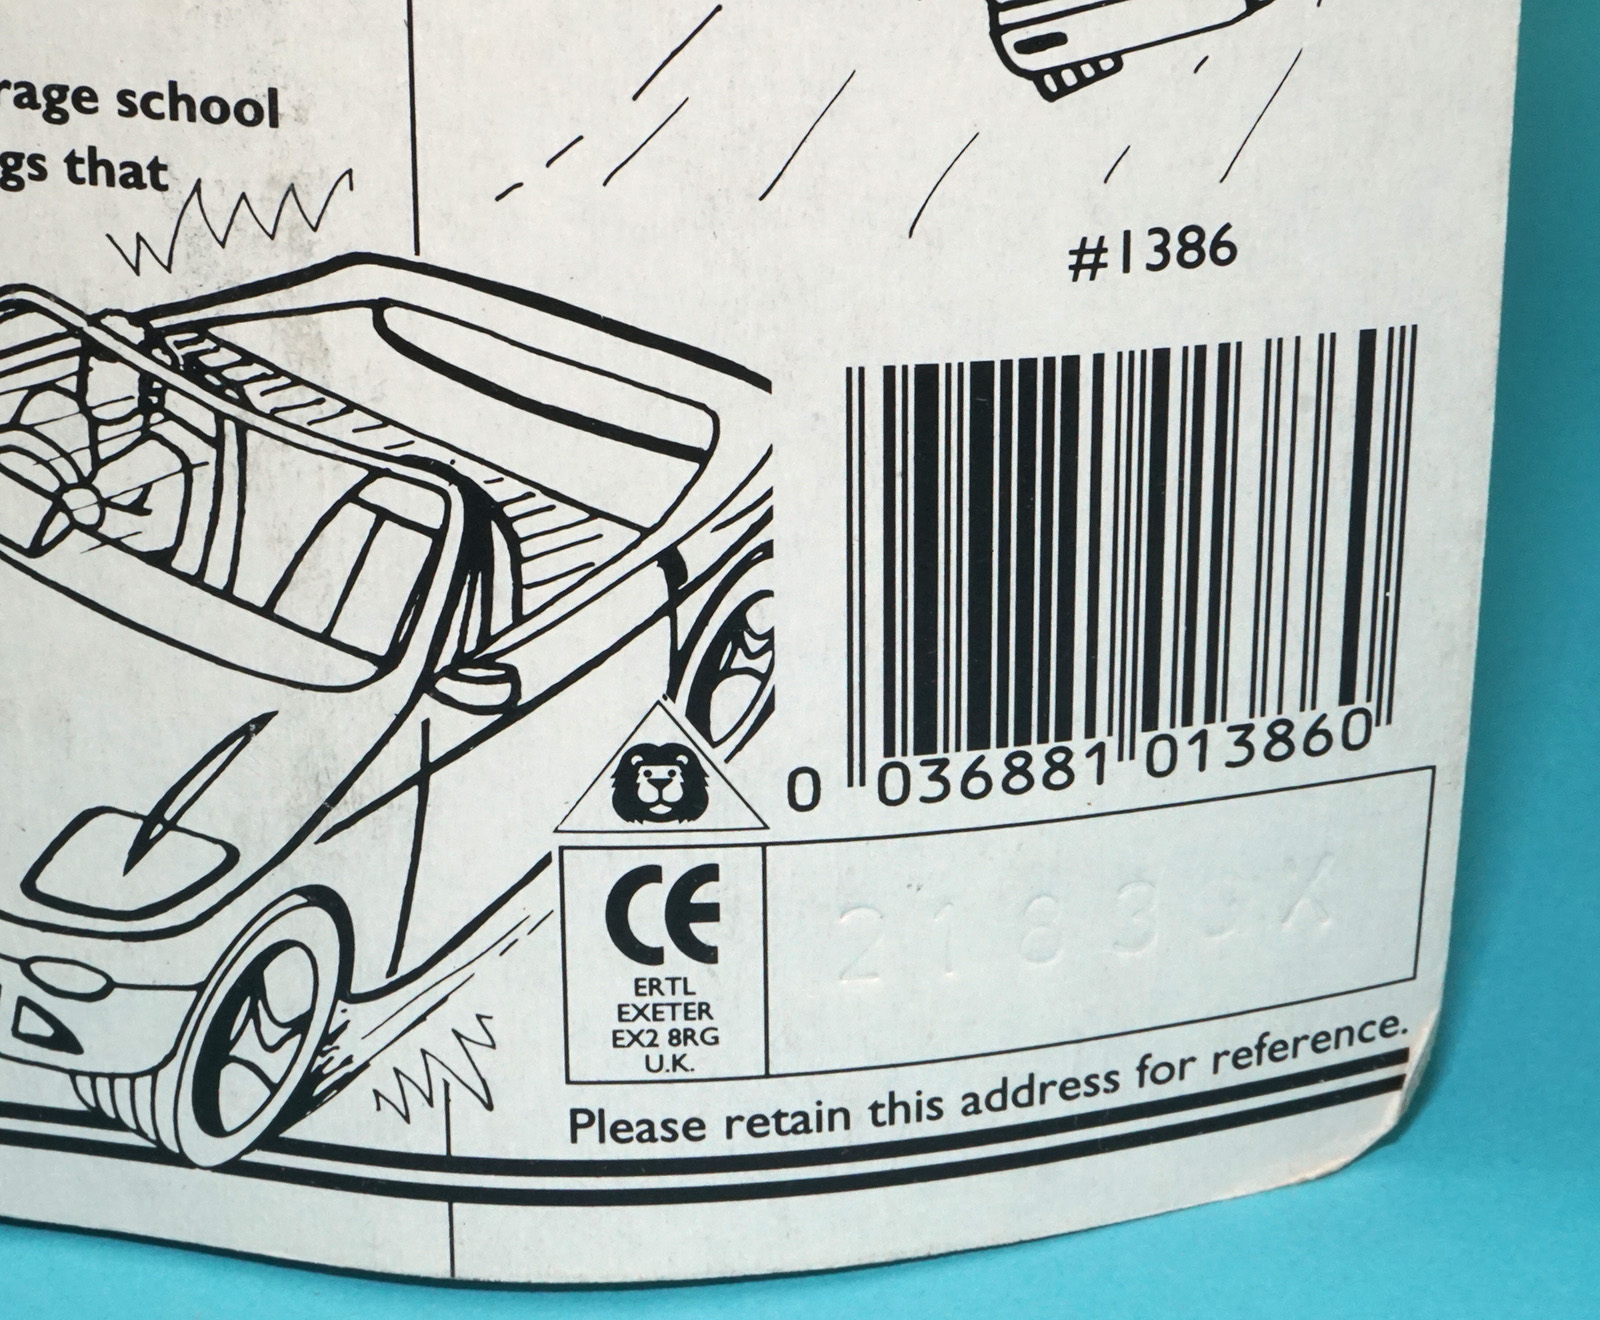 rage school
gs that
#1386
0 036881 013860
CE
ERTL
EXETER
EX2 8RG
U.K.
Please retain this address for reference.